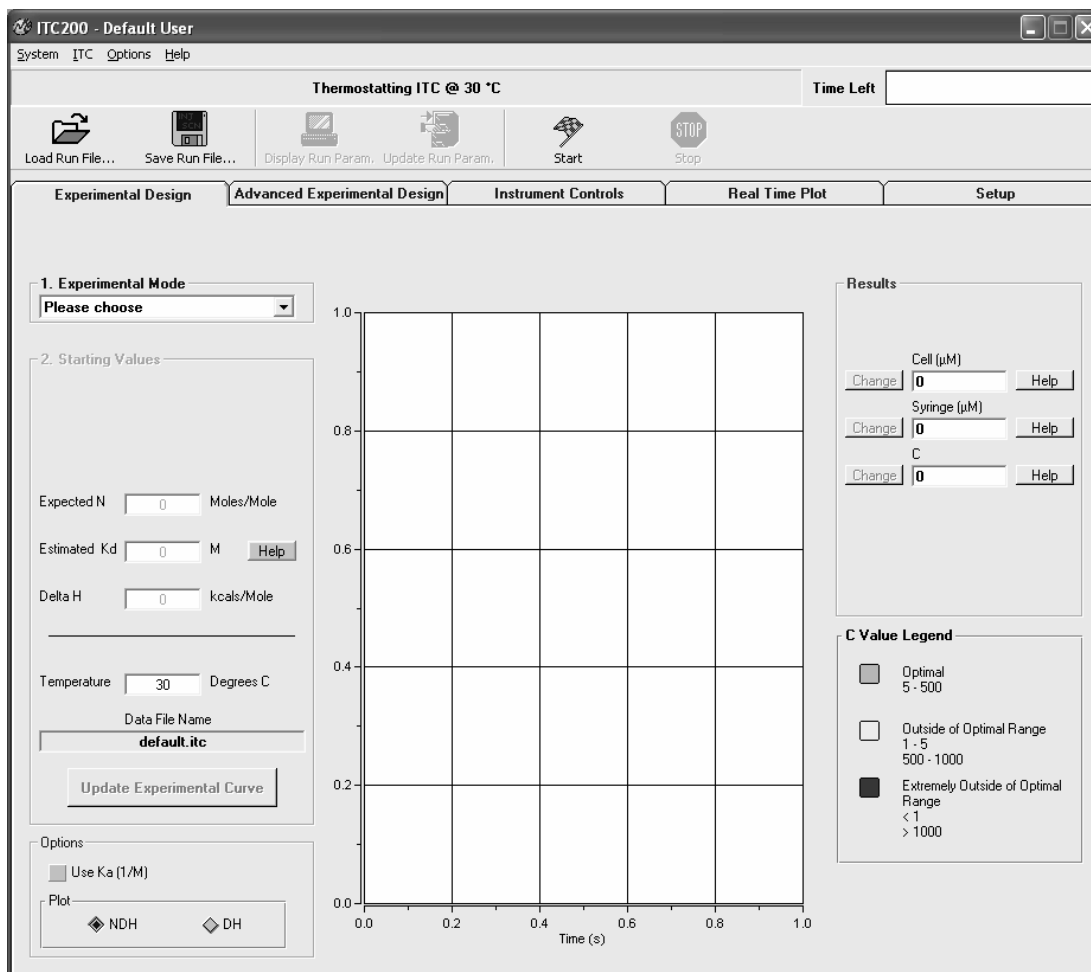 ITC200 - Default User
System ITC Options Help
Thermostatting ITC @ 30 °C Time Left
Load Run File... Save Run File... Display Run Param. Update Run Param. Start STOP Stop
Experimental Design Advanced Experimental Design Instrument Controls Real Time Plot Setup
1. Experimental Mode
Please choose
2. Starting Values
Expected N 0 Moles/Mole
Estimated Kd 0 M Help
Delta H 0 kcals/Mole
Temperature 30 Degrees C
Data File Name
default.itc
Update Experimental Curve
Options
Use Ka (1/M)
Plot
NDH DH
1.0
0.8
0.6
0.4
0.2
0.0
0.0 0.2 0.4 0.6 0.8 1.0
Time (s)
Results
Cell (µM)
Change 0 Help
Syringe (µM)
Change 0 Help
C
Change 0 Help
C Value Legend
Optimal
5 - 500
Outside of Optimal Range
1 - 5
500 - 1000
Extremely Outside of Optimal
Range
< 1
> 1000